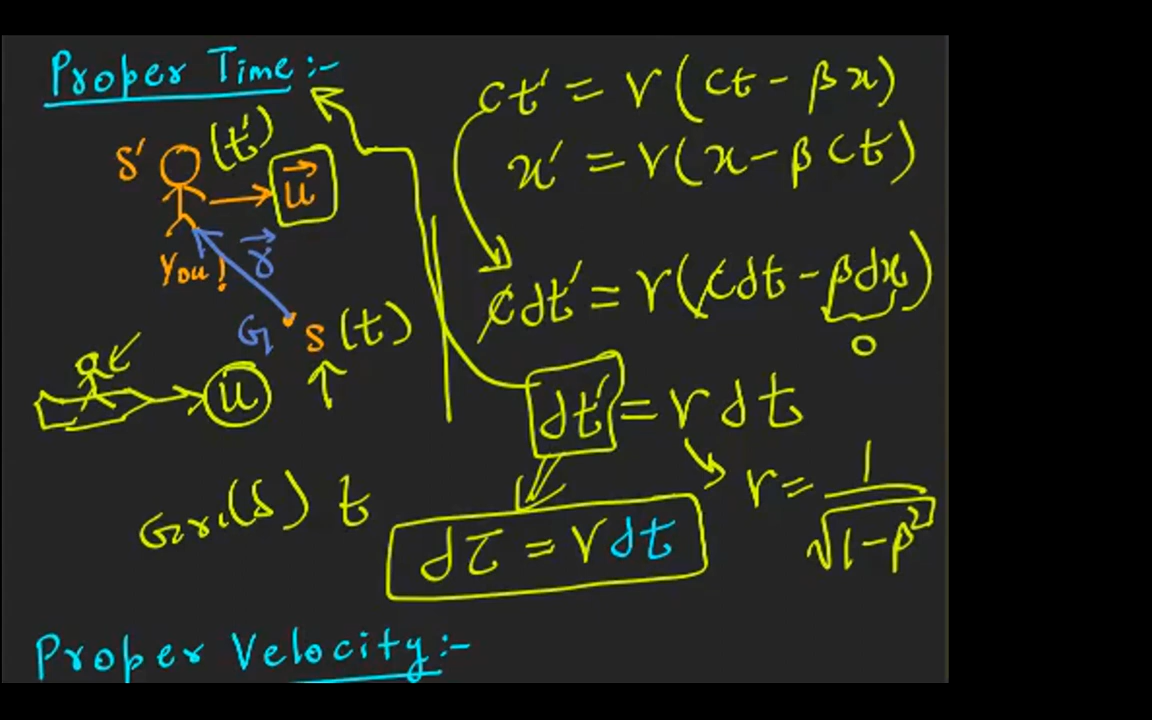 Proper Time :-
S' (t') u⃗
You! r⃗
G S (t)
u
Gr.(S) t
ct' = γ(ct - βx)
x' = γ(x - βct)
cdt' = γ(cdt - βdx)
0
dt' = γdt
γ = 1/√1-β²
dτ = γdt
Proper Velocity :-